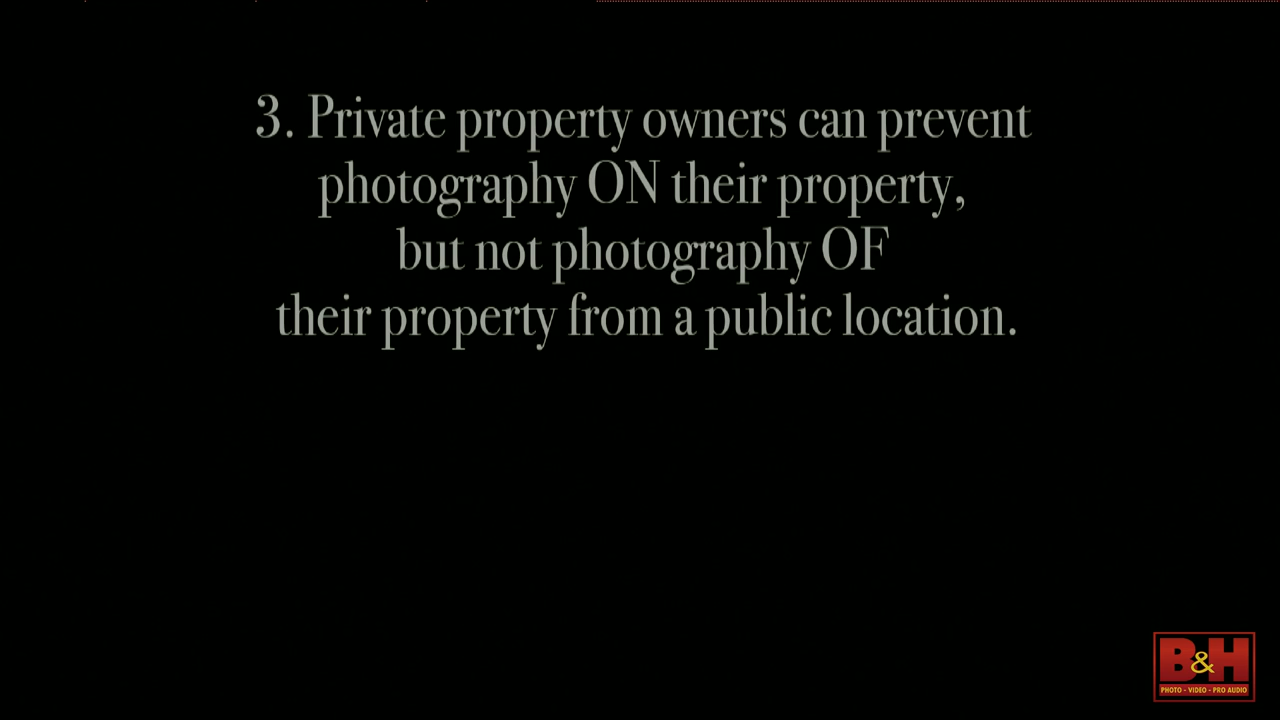 3. Private property owners can prevent
photography ON their property,
but not photography OF
their property from a public location.
B&H
PHOTO - VIDEO - PRO AUDIO